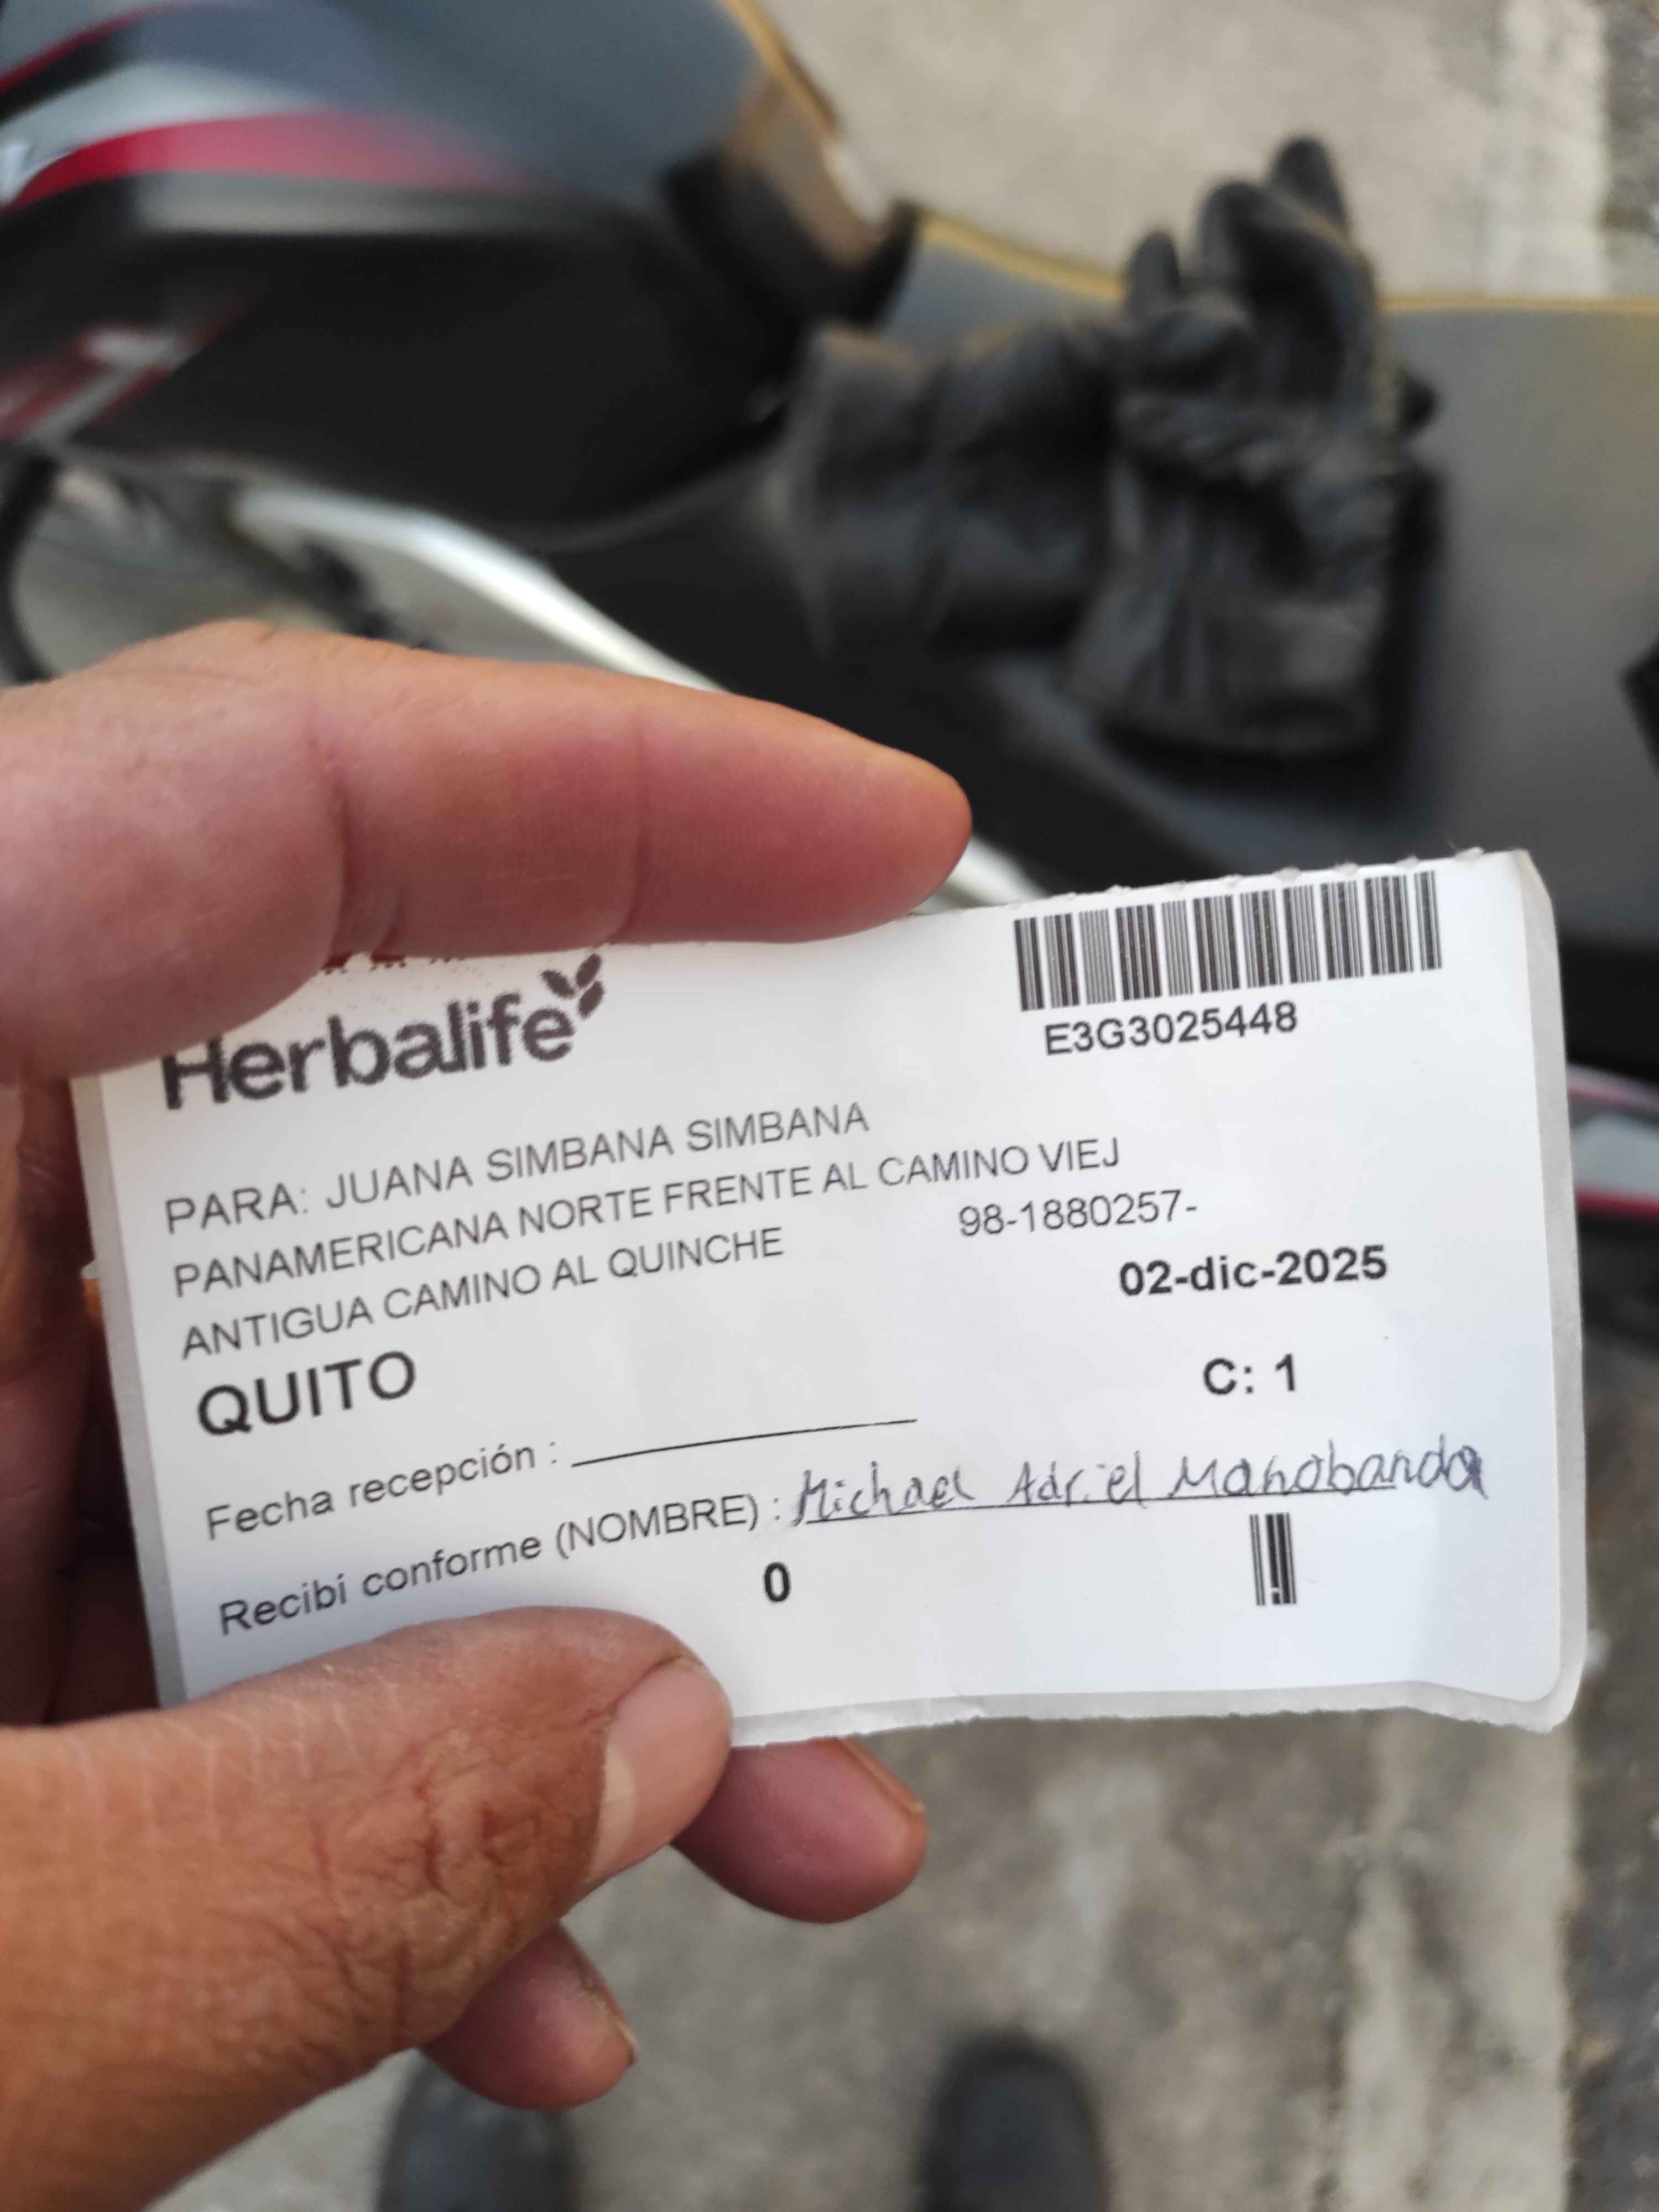 Herbalife
E3G3025448
PARA: JUANA SIMBANA SIMBANA
PANAMERICANA NORTE FRENTE AL CAMINO VIEJ
ANTIGUA CAMINO AL QUINCHE
98-1880257-
02-dic-2025
QUITO
C: 1
Fecha recepción :
Recibí conforme (NOMBRE) : Michael Adriel Manobanda
0